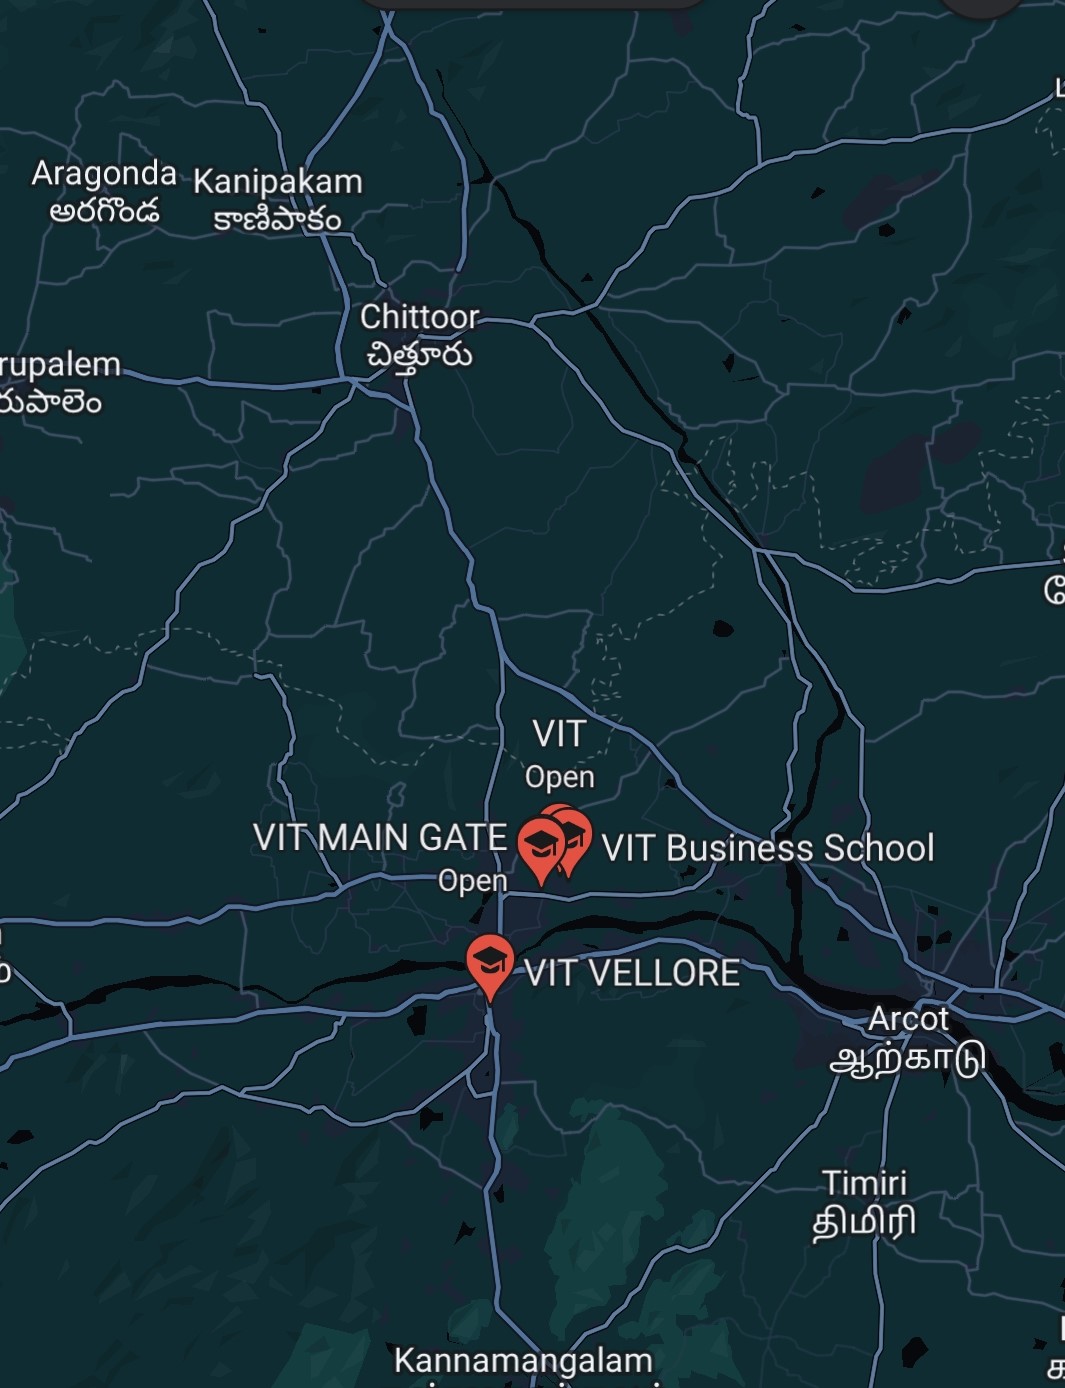 Aragonda
అరగొండ
Kanipakam
కాణిపాకం
Chittoor
చిత్తూరు
rupalem
రుపాలెం
VIT
Open
VIT MAIN GATE
Open
VIT Business School
VIT VELLORE
Arcot
ஆற்காடு
Timiri
திமிரி
Kannamangalam